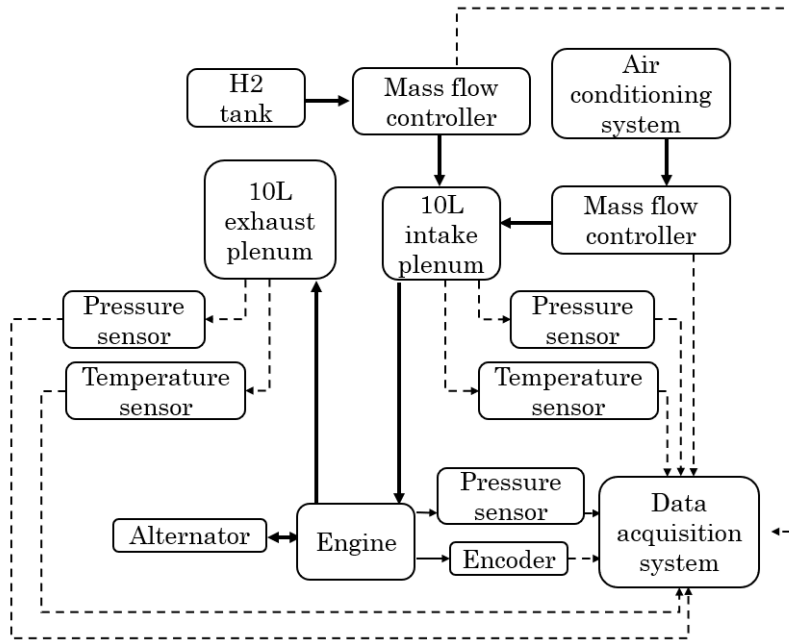 H2
tank
Mass flow
controller
Air
conditioning
system
10L
exhaust
plenum
10L
intake
plenum
Mass flow
controller
Pressure
sensor
Pressure
sensor
Temperature
sensor
Temperature
sensor
Pressure
sensor
Data
acquisition
system
Alternator
Engine
Encoder